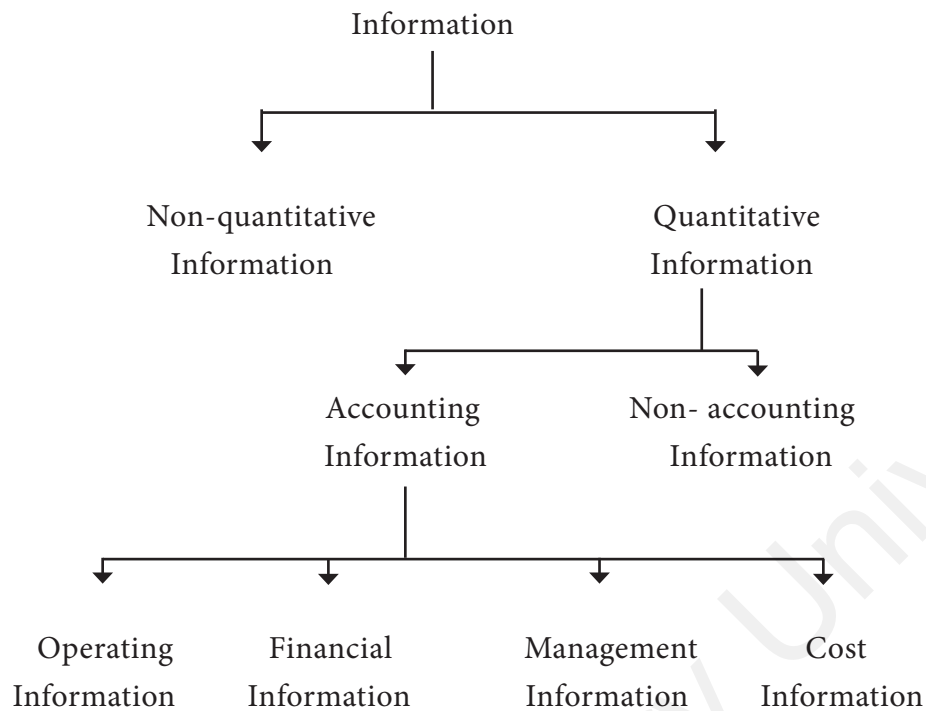 Information
Non-quantitative
Information
Quantitative
Information
Accounting
Information
Non- accounting
Information
Operating
Information
Financial
Information
Management
Information
Cost
Information